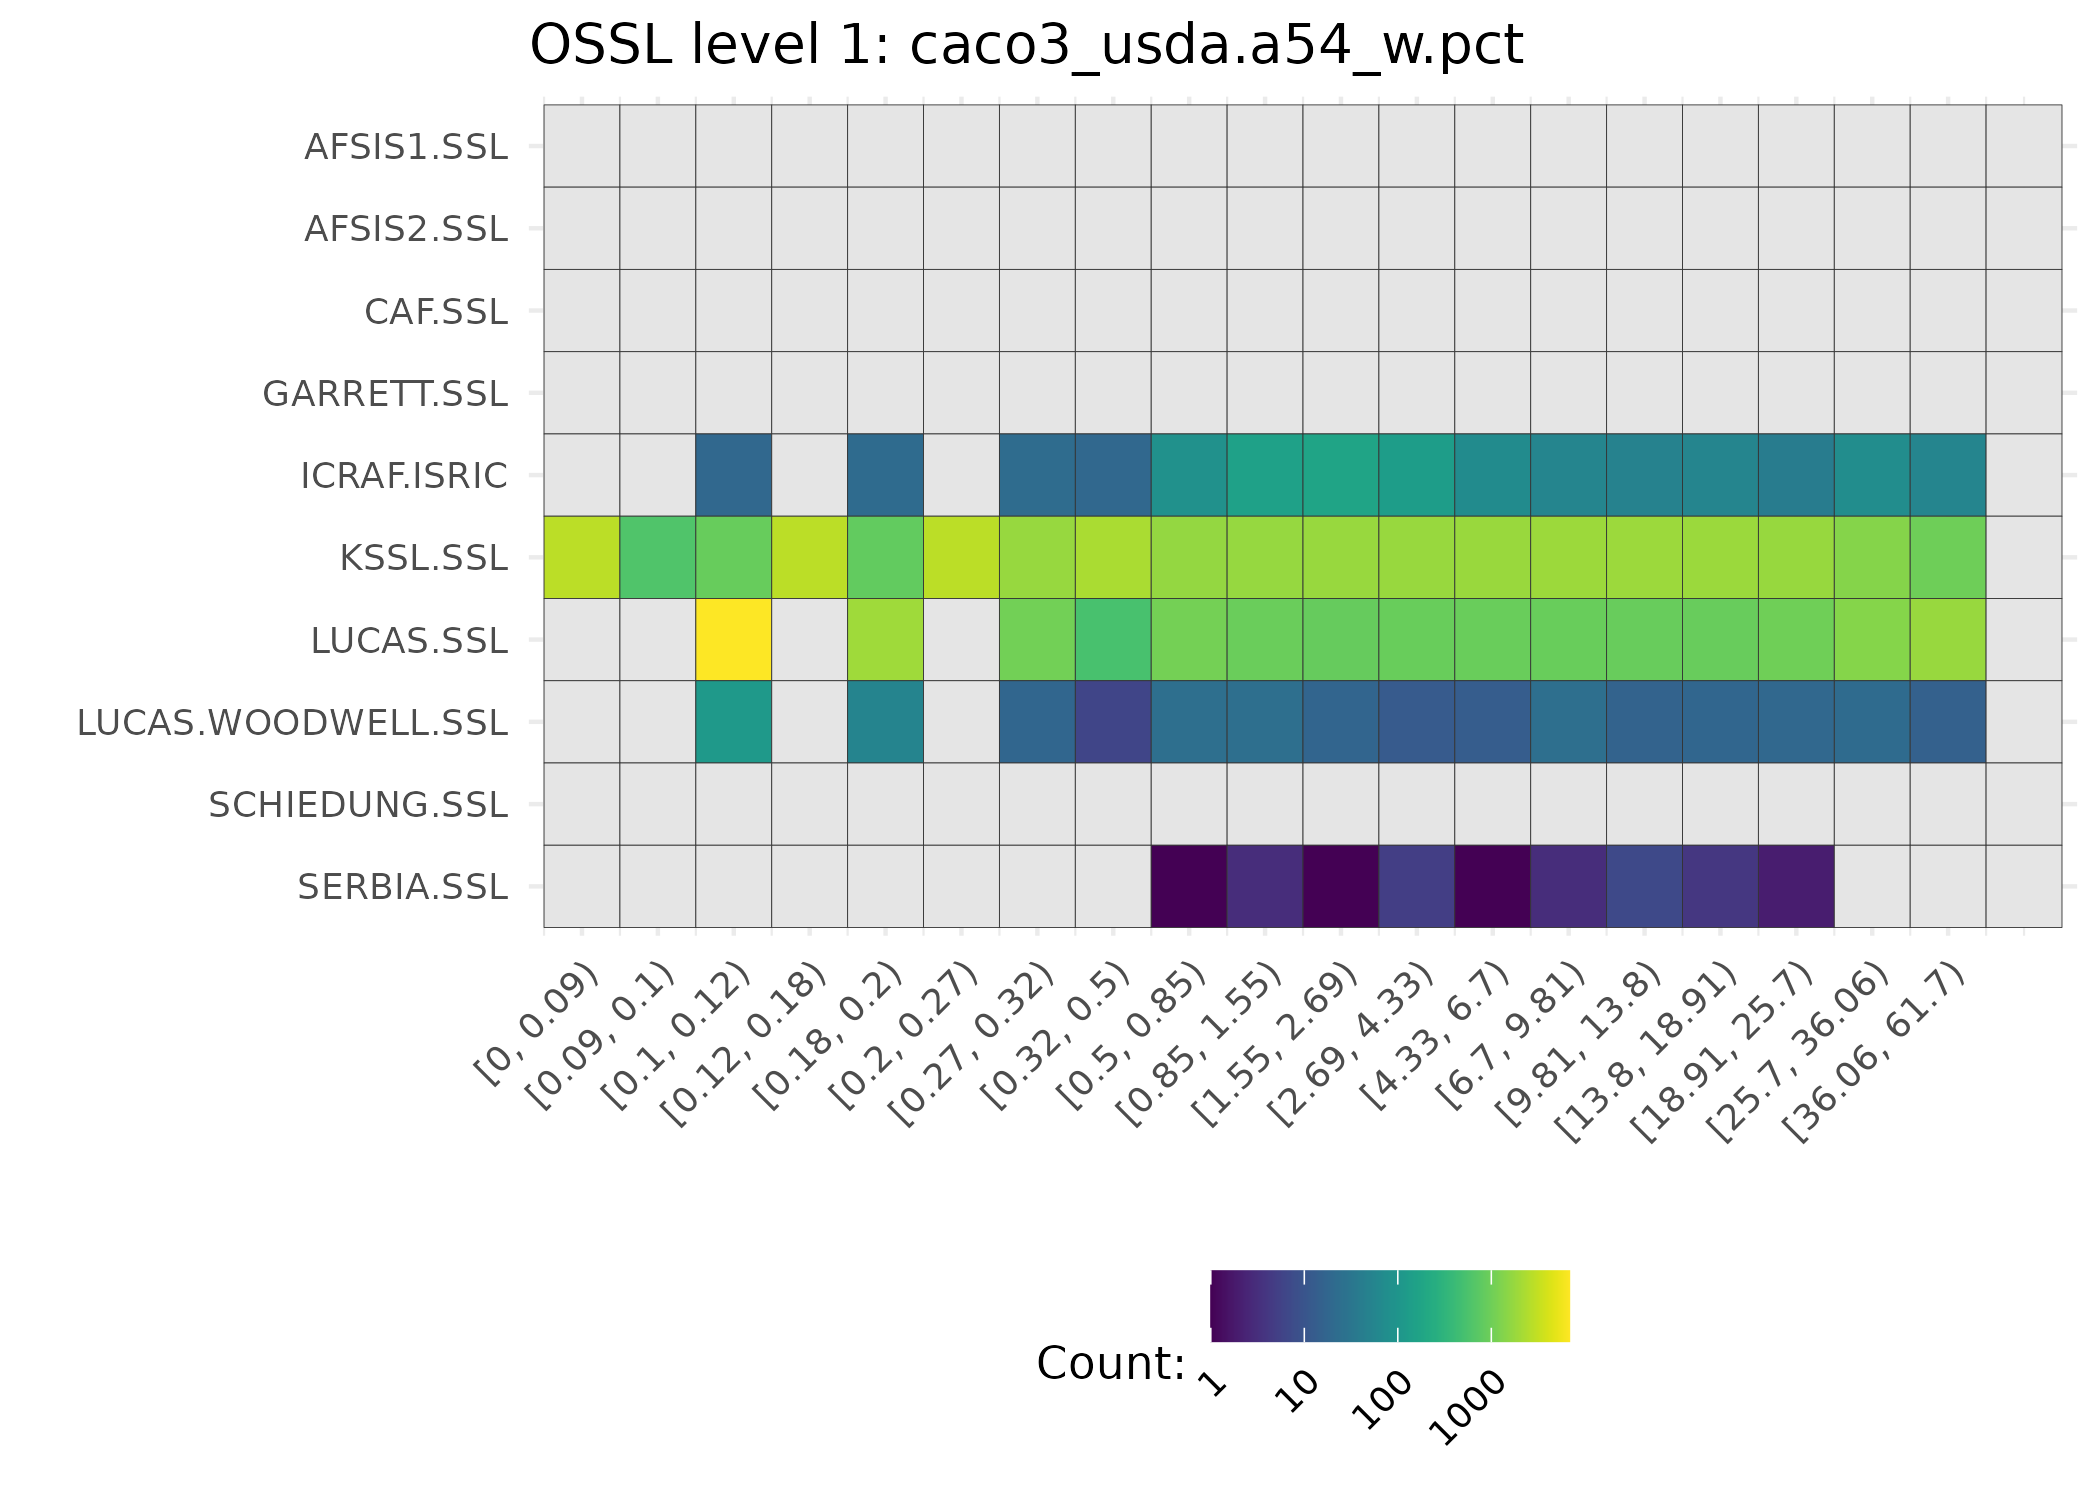 OSSL level 1: caco3_usda.a54_w.pct
AFSIS1.SSL
AFSIS2.SSL
CAF.SSL
GARRETT.SSL
ICRAF.ISRIC
KSSL.SSL
LUCAS.SSL
LUCAS.WOODWELL.SSL
SCHIEDUNG.SSL
SERBIA.SSL
[0, 0.09)
[0.09, 0.1)
[0.1, 0.12)
[0.12, 0.18)
[0.18, 0.2)
[0.2, 0.27)
[0.27, 0.32)
[0.32, 0.5)
[0.5, 0.85)
[0.85, 1.55)
[1.55, 2.69)
[2.69, 4.33)
[4.33, 6.7)
[6.7, 9.81)
[9.81, 13.8)
[13.8, 18.91)
[18.91, 25.7)
[25.7, 36.06)
[36.06, 61.7)
Count:
1
10
100
1000